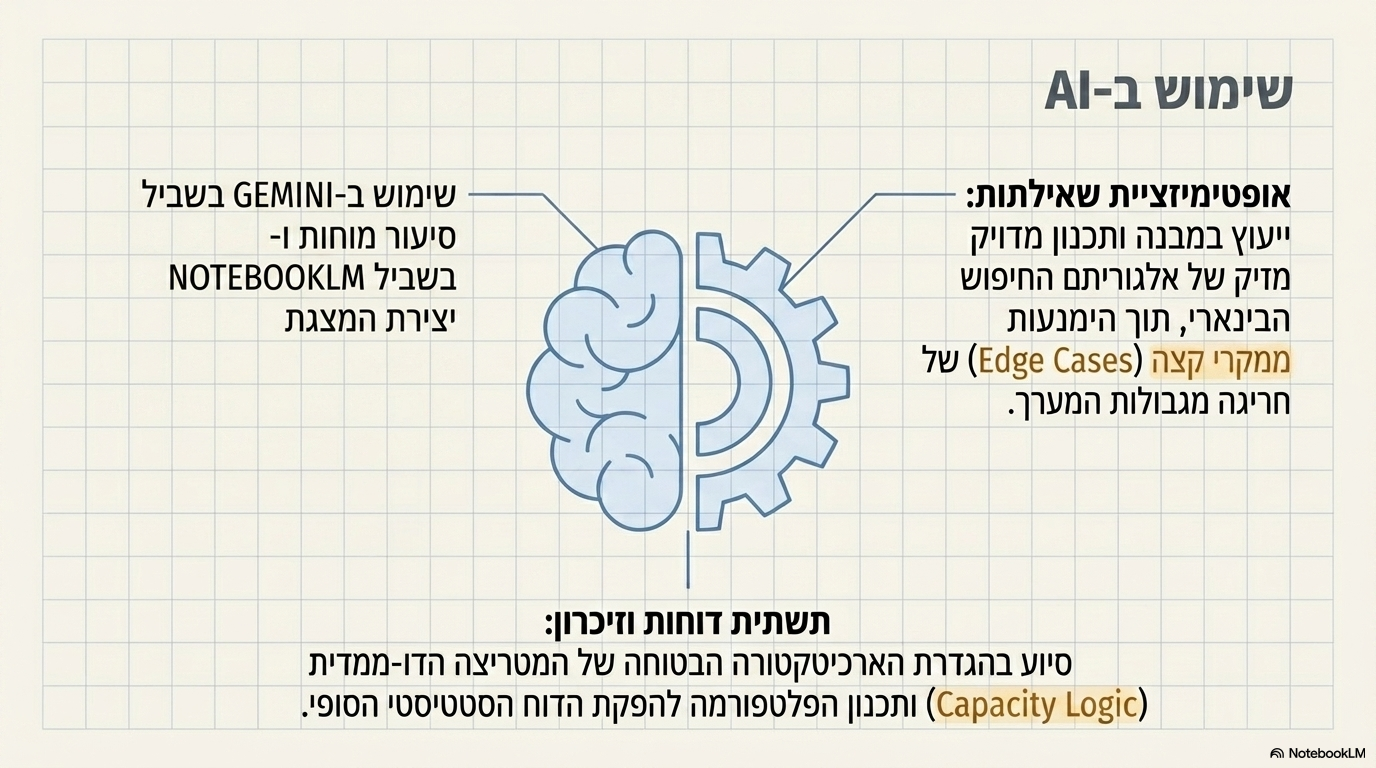 שימוש ב-AI
אופטימיזציית שאילתות:
ייעוץ במבנה ותכנון מדויק
מזיק של אלגוריתם החיפוש
הבינארי, תוך הימנעות
ממקרי קצה (Edge Cases) של
חריגה מגבולות המערך.
שימוש ב-GEMINI בשביל
סיעור מוחות ו-
בשביל NOTEBOOKLM
יצירת המצגת
תשתית דוחות וזיכרון:
סיוע בהגדרת הארכיטקטורה הבטוחה של המטריצה הדו-ממדית
(Capacity Logic) ותכנון הפלטפורמה להפקת הדוח הסטטיסטי הסופי.
NotebookLM